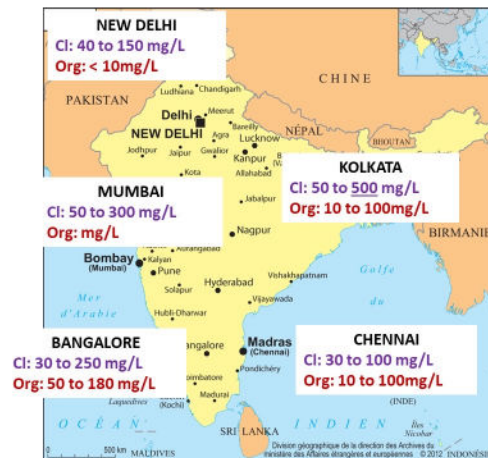 NEW DELHI
Cl: 40 to 150 mg/L
Org: < 10mg/L
CHINE
PAKISTAN
Ludhiana
Chandigarh
Delhi
Meerut
NEW DELHI
Bareilly
NÉPAL
BHOUTAN
Jodhpur
Jaipur
Agra
Gwalior
Lucknow
Kanpur
Kota
Allahabad
KOLKATA
Cl: 50 to 500 mg/L
Org: 10 to 100mg/L
BIRMANIE
MUMBAI
Cl: 50 to 300 mg/L
Org: mg/L
Jabalpur
Nagpur
Aurangabad
Bombay
(Mumbai)
Kalyan
Pune
Solapur
Hyderabad
Vishakhapatnam
Vijayawada
Golfe
du
Mer
d'Arabie
Hubli-Dharwar
BANGALORE
Cl: 30 to 250 mg/L
Org: 50 to 180 mg/L
Madras
(Chennai)
Pondichéry
CHENNAI
Cl: 30 to 100 mg/L
Org: 10 to 100mg/L
(INDE)
Laquedives
(Kochi)
Madurai
OCÉAN
INDIEN
Îles
Nicobar
SRI LANKA
MALDIVES
500 km
Division géographique de la direction des Archives du
ministère des Affaires étrangères et européennes © 2012
INDONÉSIE